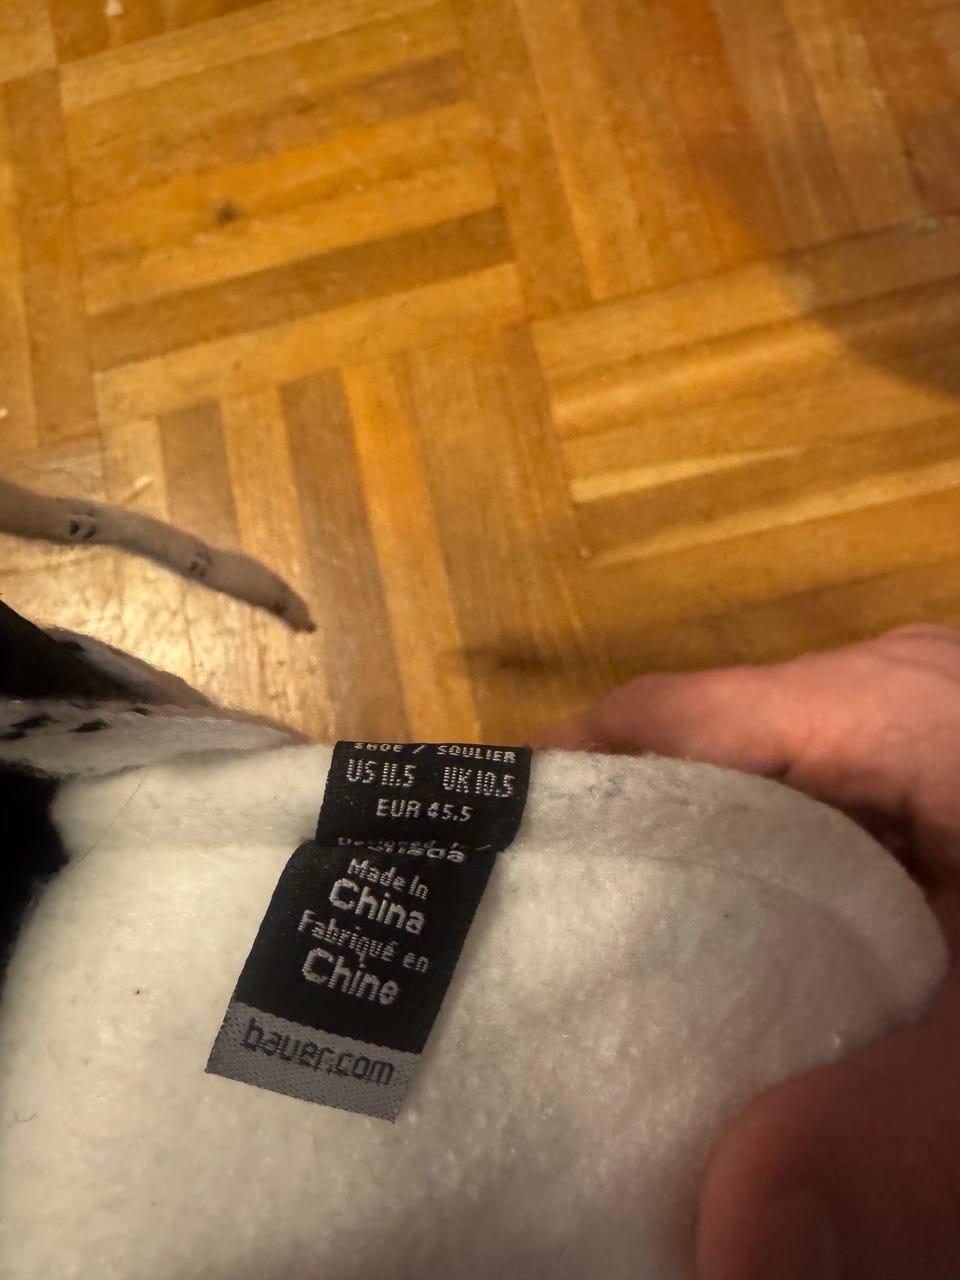 SHOE / SOULIER
US 11.5 UK 10.5
EUR 45.5
Made In
China
Fabriqué en
Chine
bauer.com